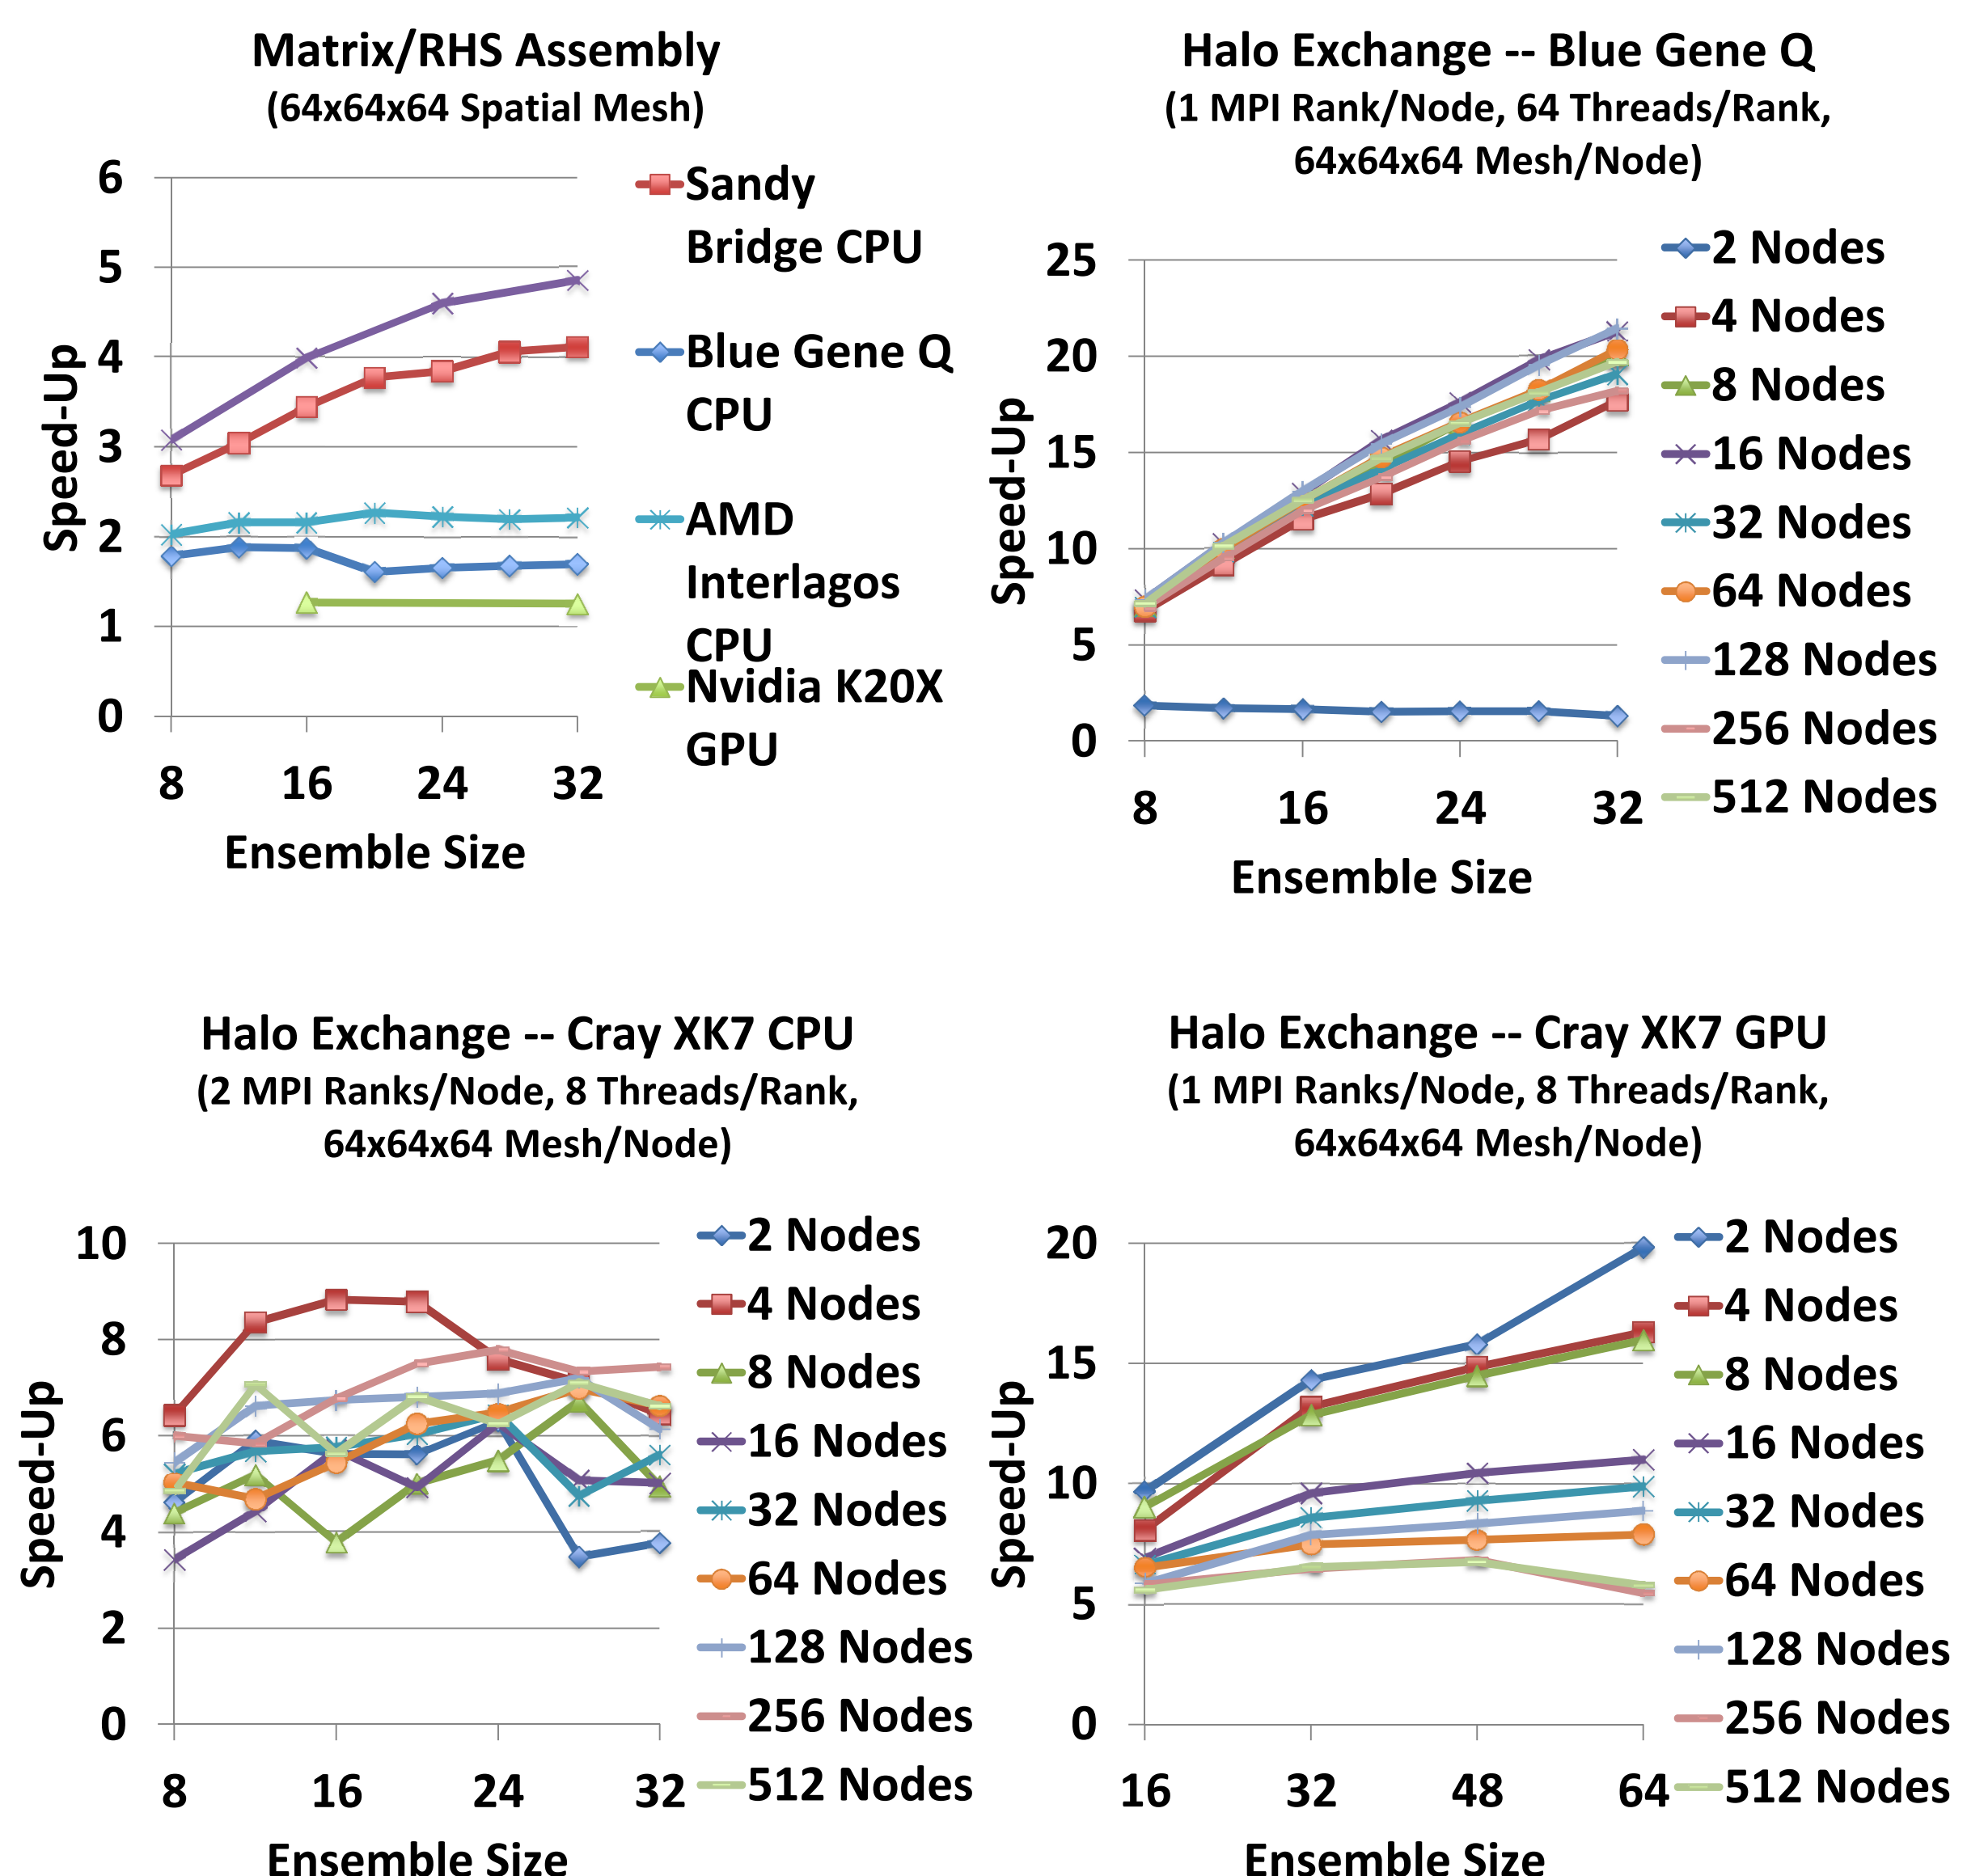 Matrix/RHS Assembly
(64x64x64 Spatial Mesh)
6
5
4
3
2
1
0
Speed-Up
8 16 24 32
Ensemble Size
Sandy
Bridge CPU
Blue Gene Q
CPU
AMD
Interlagos
CPU
Nvidia K20X
GPU
Halo Exchange -- Blue Gene Q
(1 MPI Rank/Node, 64 Threads/Rank,
64x64x64 Mesh/Node)
25
20
15
10
5
0
Speed-Up
8 16 24 32
Ensemble Size
2 Nodes
4 Nodes
8 Nodes
16 Nodes
32 Nodes
64 Nodes
128 Nodes
256 Nodes
512 Nodes
Halo Exchange -- Cray XK7 CPU
(2 MPI Ranks/Node, 8 Threads/Rank,
64x64x64 Mesh/Node)
10
8
6
4
2
0
Speed-Up
8 16 24 32
Ensemble Size
2 Nodes
4 Nodes
8 Nodes
16 Nodes
32 Nodes
64 Nodes
128 Nodes
256 Nodes
512 Nodes
Halo Exchange -- Cray XK7 GPU
(1 MPI Ranks/Node, 8 Threads/Rank,
64x64x64 Mesh/Node)
20
15
10
5
0
Speed-Up
16 32 48 64
Ensemble Size
2 Nodes
4 Nodes
8 Nodes
16 Nodes
32 Nodes
64 Nodes
128 Nodes
256 Nodes
512 Nodes